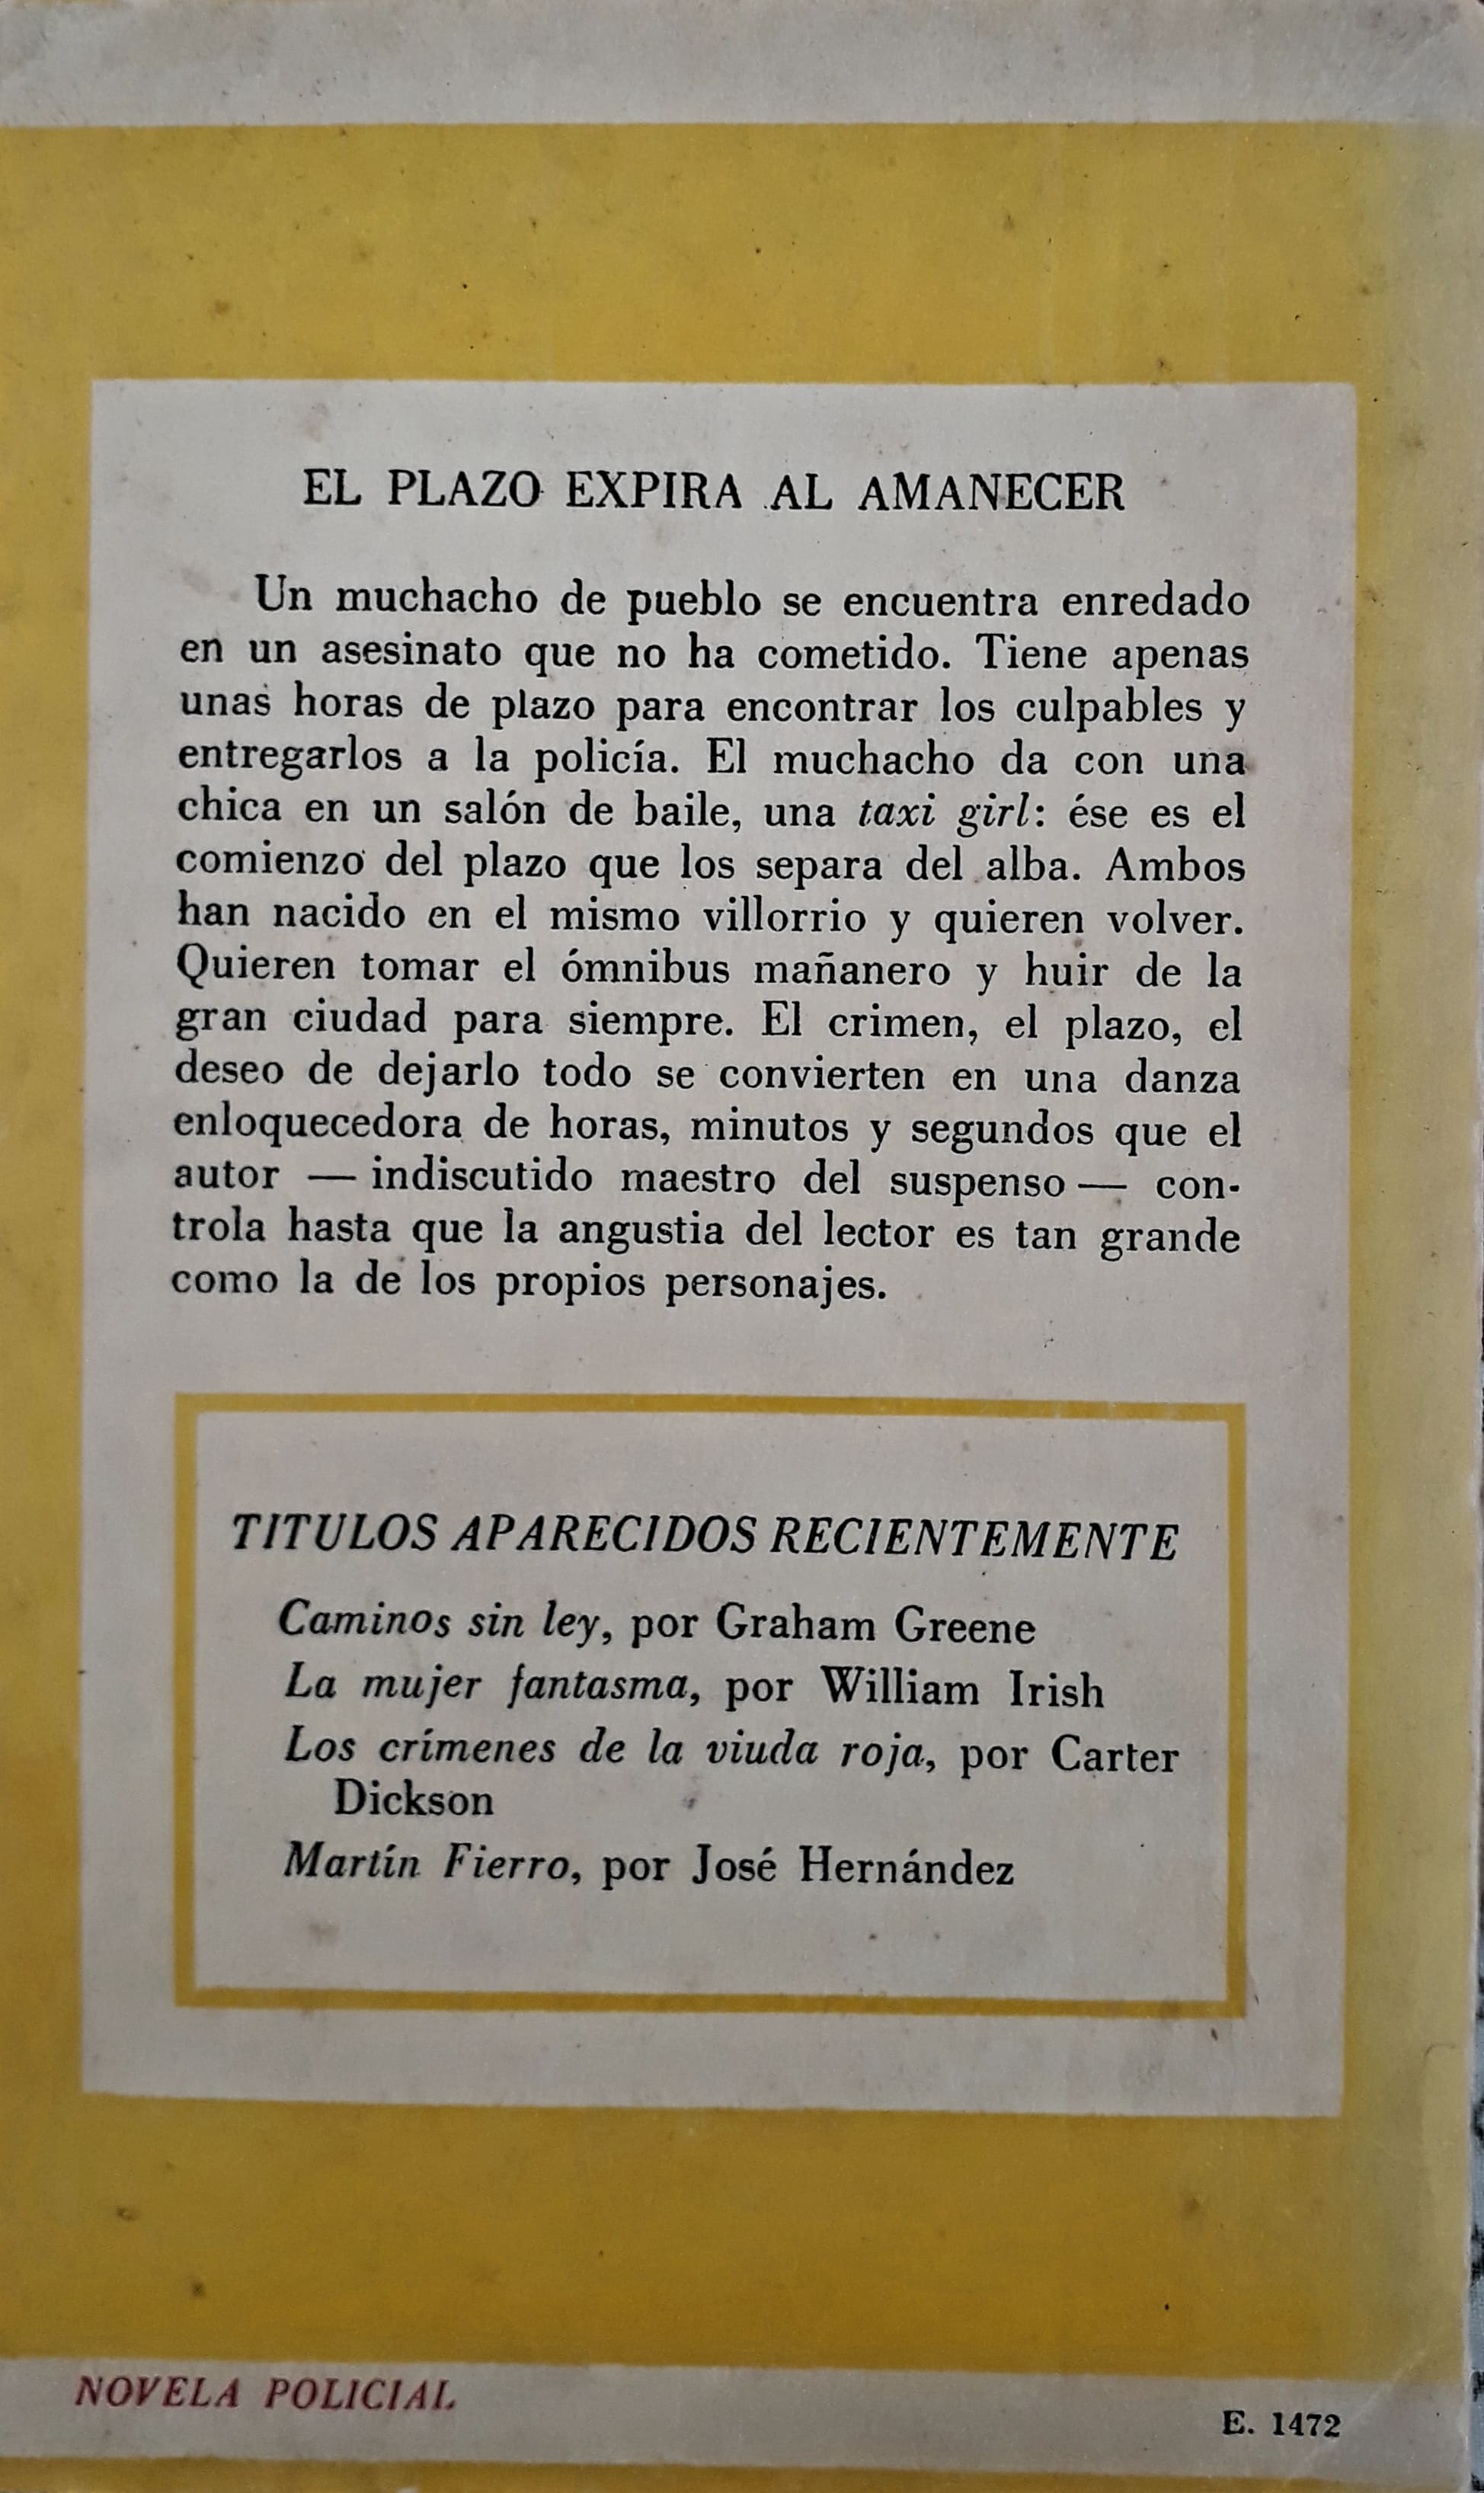 EL PLAZO EXPIRA AL AMANECER
Un muchacho de pueblo se encuentra enredado
en un asesinato que no ha cometido. Tiene apenas
unas horas de plazo para encontrar los culpables y
entregarlos a la policía. El muchacho da con una
chica en un salón de baile, una taxi girl: ése es el
comienzo del plazo que los separa del alba. Ambos
han nacido en el mismo villorrio y quieren volver.
Quieren tomar el ómnibus mañanero y huir de la
gran ciudad para siempre. El crimen, el plazo, el
deseo de dejarlo todo se convierten en una danza
enloquecedora de horas, minutos y segundos que el
autor — indiscutido maestro del suspenso — con-
trola hasta que la angustia del lector es tan grande
como la de los propios personajes.
TITULOS APARECIDOS RECIENTEMENTE
Caminos sin ley, por Graham Greene
La mujer fantasma, por William Irish
Los crímenes de la viuda roja, por Carter
Dickson
Martín Fierro, por José Hernández
NOVELA POLICIAL
E. 1472